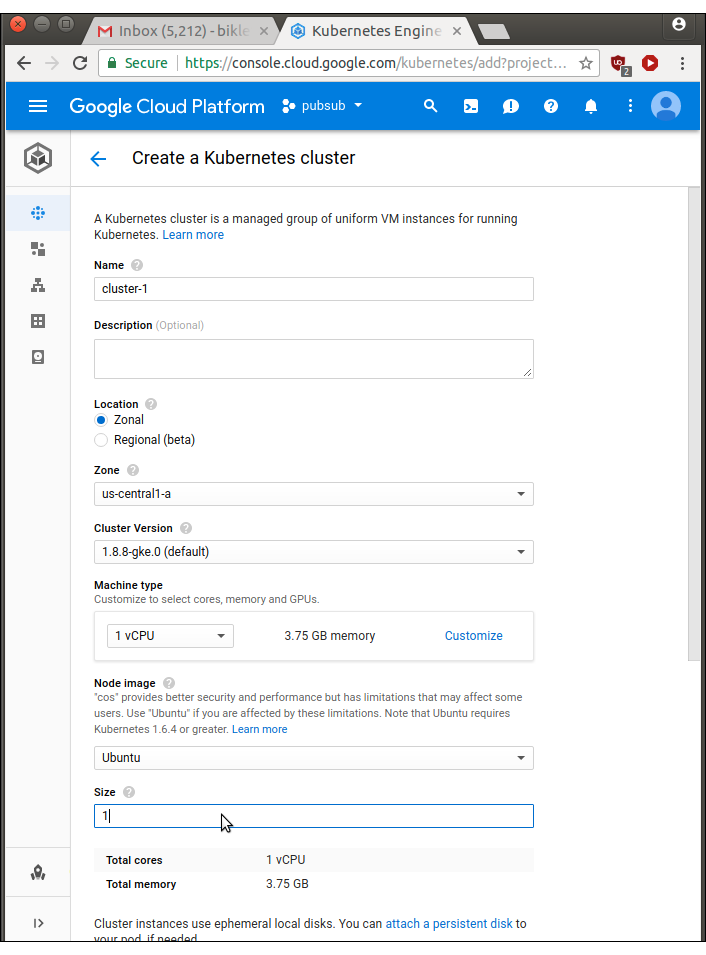 Inbox (5,212) - bikle
Kubernetes Engine
Secure
https://console.cloud.google.com/kubernetes/add?project...
2
Google Cloud Platform
pubsub
Create a Kubernetes cluster
A Kubernetes cluster is a managed group of uniform VM instances for running
Kubernetes. Learn more
Name
cluster-1
Description (Optional)
Location
Zonal
Regional (beta)
Zone
us-central1-a
Cluster Version
1.8.8-gke.0 (default)
Machine type
Customize to select cores, memory and GPUs.
1 vCPU
3.75 GB memory
Customize
Node image
"cos" provides better security and performance but has limitations that may affect some
users. Use "Ubuntu" if you are affected by these limitations. Note that Ubuntu requires
Kubernetes 1.6.4 or greater. Learn more
Ubuntu
Size
1
Total cores 1 vCPU
Total memory 3.75 GB
Cluster instances use ephemeral local disks. You can attach a persistent disk to
your pod, if needed